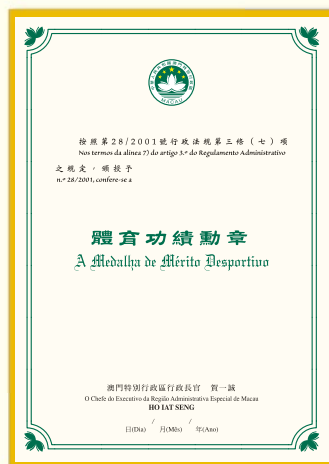 MACAU
按照第28/2001號行政法規第三條（七）項
Nos termos da alínea 7) do artigo 3.º do Regulamento Administrativo
之規定，頒授予
n.º 28/2001, confere-se a
體育功績勳章
A Medalha de Mérito Desportivo
澳門特別行政區行政長官　賀一誠
O Chefe do Executivo da Região Administrativa Especial de Macau
HO IAT SENG
/ /
日(Dia) 月(Mês) 年(Ano)